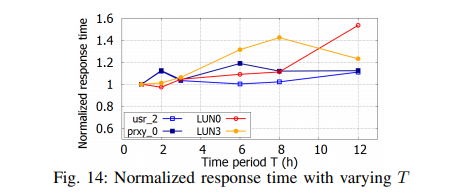 1.6
1.4
1.2
1
0.8
0.6
Normalized response time
usr_2 LUN0
prxy_0 LUN3
0 2 4 6 8 10 12
Time period T (h)
Fig. 14: Normalized response time with varying T